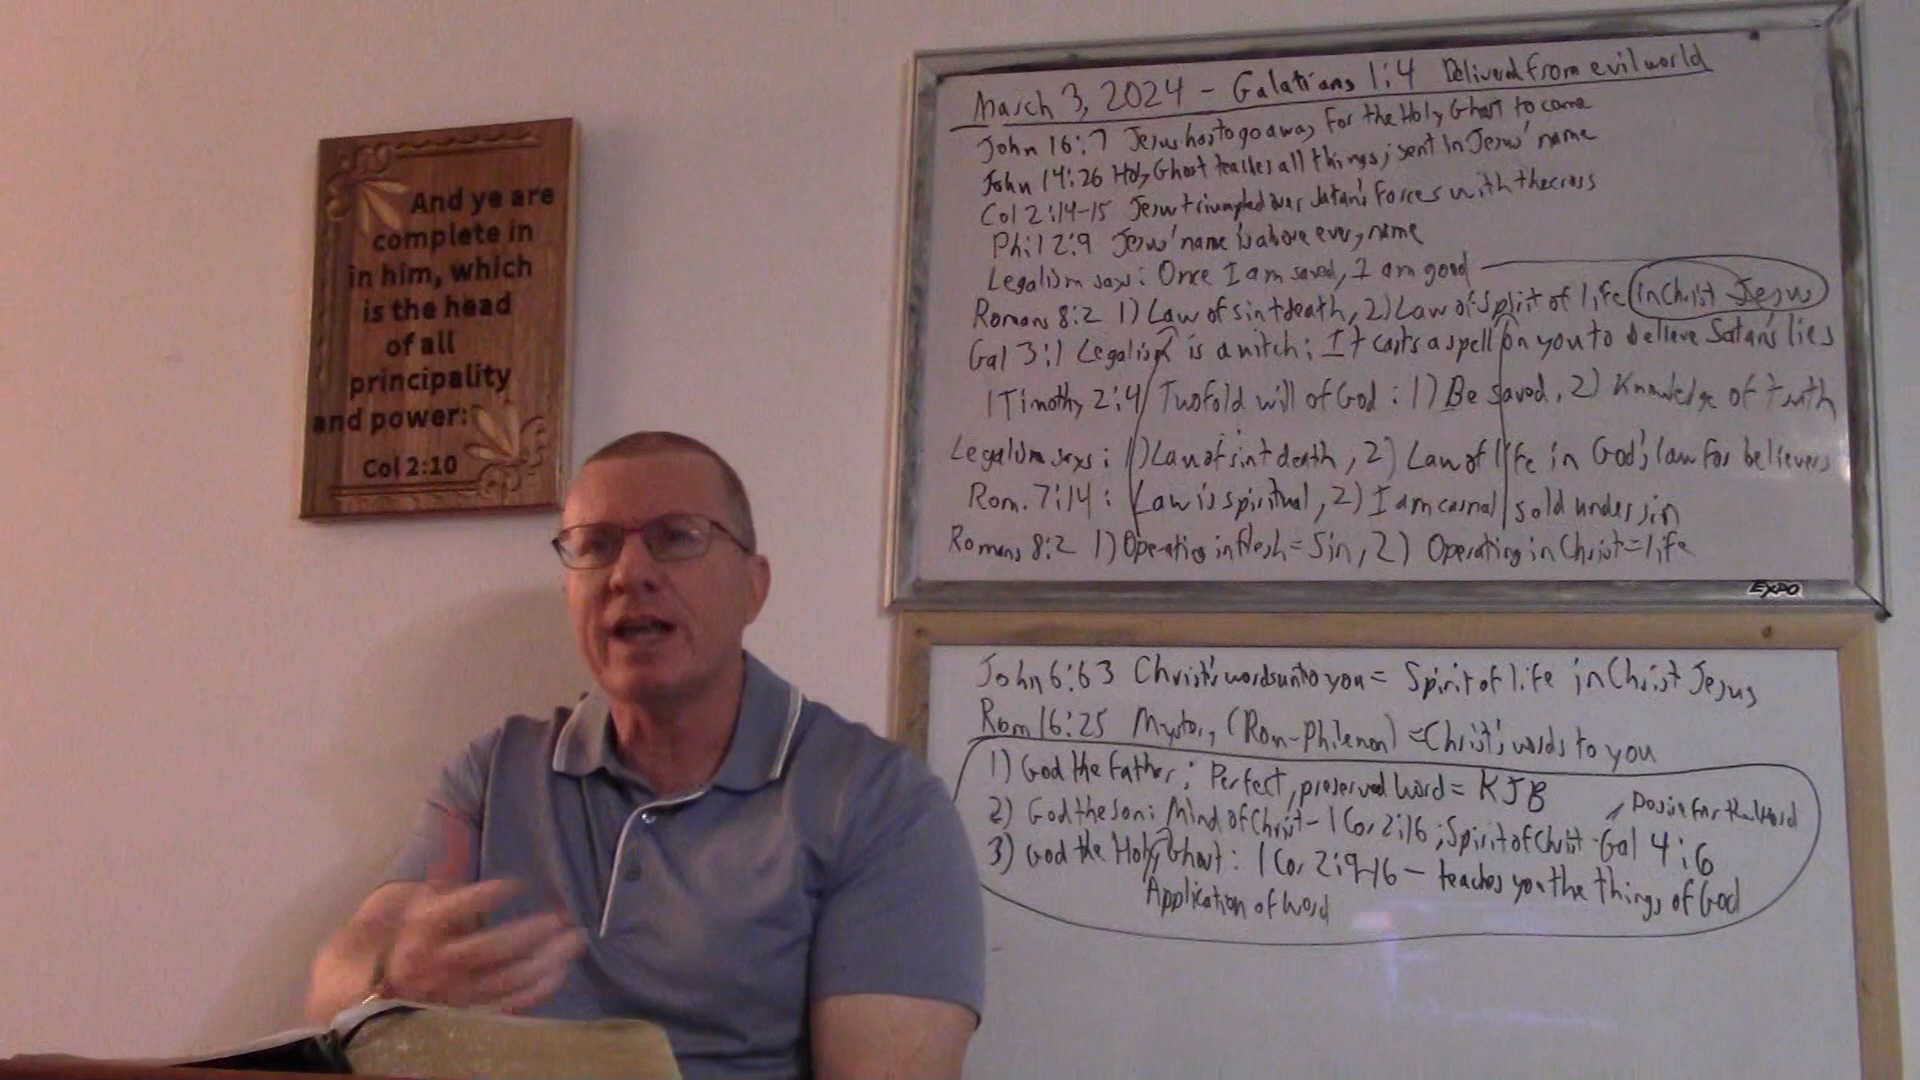 And ye are
complete in
in him, which
is the head
of all
principality
and power:
Col 2:10
March 3, 2024 - Galatians 1:4 Delivered from evil world
John 16:7 Jesus has to go away for the Holy Ghost to come
John 14:26 Holy Ghost teaches all things; sent in Jesus' name
Col 2:14-15 Jesus triumphed over Satan's forces with the cross
Phil 2:9 Jesus' name is above every name
Legalism says: Once I am saved, I am good
Romans 8:2 1) Law of sin + death, 2) Law of Spirit of life in Christ Jesus
Gal 3:1 Legalism is a witch; It casts a spell on you to believe Satan's lies
1 Timothy 2:4 Twofold will of God: 1) Be saved, 2) Knowledge of truth
Legalism says: 1) Law of sin + death, 2) Law of life in God's law for believers
Rom. 7:14: Law is spiritual, 2) I am carnal sold under sin
Romans 8:2 1) Operating in flesh = Sin, 2) Operating in Christ = life
EXPO
John 6:63 Christ's words unto you = Spirit of life in Christ Jesus
Rom 16:25 Mystery (Rom-Philemon) = Christ's words to you
1) God the Father: Perfect, preserved word = KJB
Desire for the Word
2) God the Son: Mind of Christ - 1 Cor 2:16; Spirit of Christ - Gal 4:6
3) God the Holy Ghost: 1 Cor 2:9-16 - teaches you the things of God
Application of Word